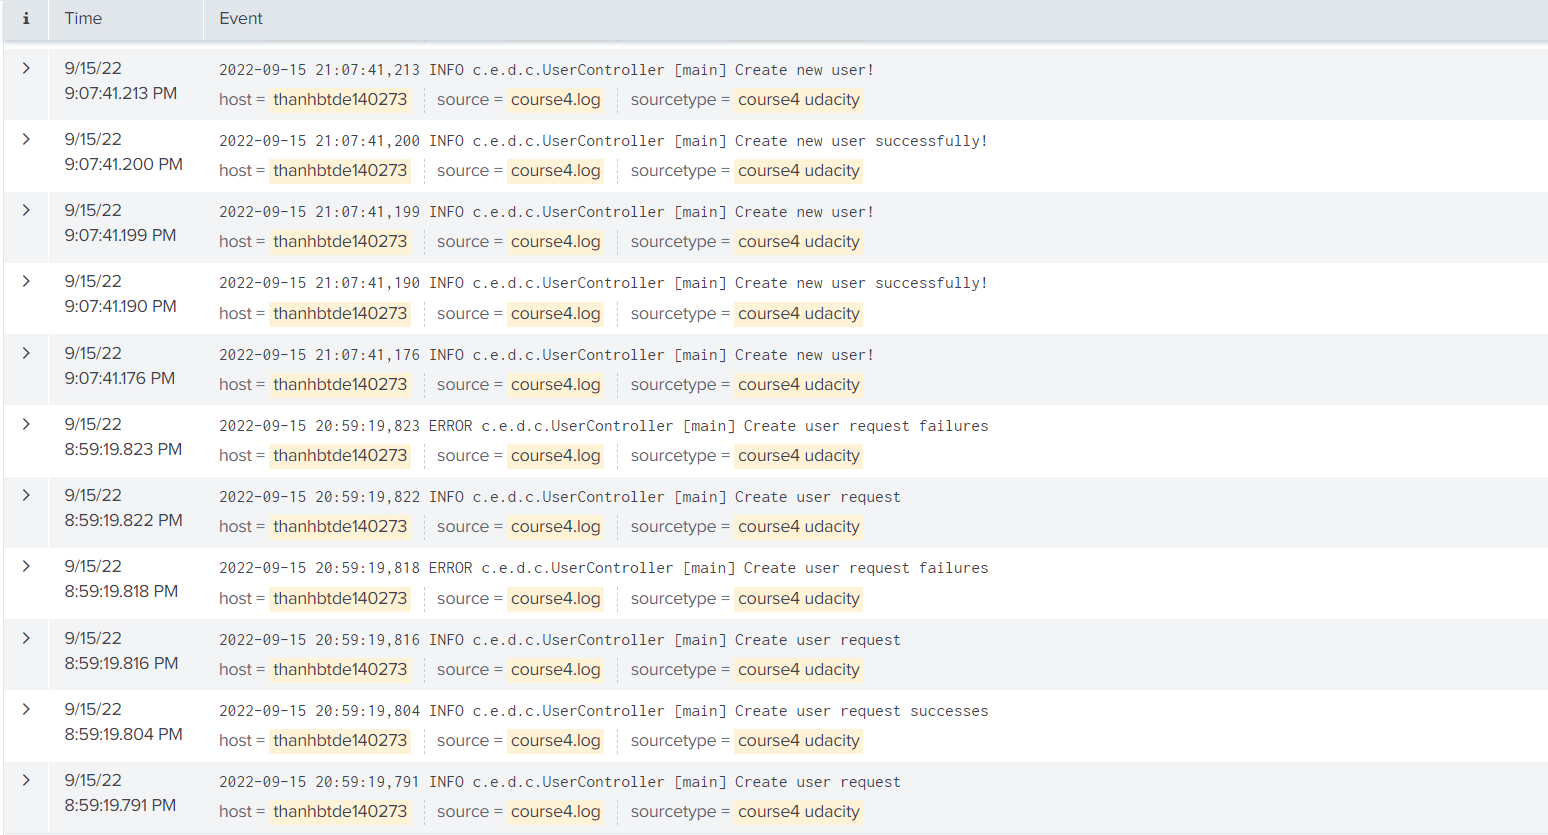 i Time Event
9/15/22 2022-09-15 21:07:41,213 INFO c.e.d.c.UserController [main] Create new user!
9:07:41.213 PM host = thanhbtde140273 source = course4.log sourcetype = course4 udacity
9/15/22 2022-09-15 21:07:41,200 INFO c.e.d.c.UserController [main] Create new user successfully!
9:07:41.200 PM host = thanhbtde140273 source = course4.log sourcetype = course4 udacity
9/15/22 2022-09-15 21:07:41,199 INFO c.e.d.c.UserController [main] Create new user!
9:07:41.199 PM host = thanhbtde140273 source = course4.log sourcetype = course4 udacity
9/15/22 2022-09-15 21:07:41,190 INFO c.e.d.c.UserController [main] Create new user successfully!
9:07:41.190 PM host = thanhbtde140273 source = course4.log sourcetype = course4 udacity
9/15/22 2022-09-15 21:07:41,176 INFO c.e.d.c.UserController [main] Create new user!
9:07:41.176 PM host = thanhbtde140273 source = course4.log sourcetype = course4 udacity
9/15/22 2022-09-15 20:59:19,823 ERROR c.e.d.c.UserController [main] Create user request failures
8:59:19.823 PM host = thanhbtde140273 source = course4.log sourcetype = course4 udacity
9/15/22 2022-09-15 20:59:19,822 INFO c.e.d.c.UserController [main] Create user request
8:59:19.822 PM host = thanhbtde140273 source = course4.log sourcetype = course4 udacity
9/15/22 2022-09-15 20:59:19,818 ERROR c.e.d.c.UserController [main] Create user request failures
8:59:19.818 PM host = thanhbtde140273 source = course4.log sourcetype = course4 udacity
9/15/22 2022-09-15 20:59:19,816 INFO c.e.d.c.UserController [main] Create user request
8:59:19.816 PM host = thanhbtde140273 source = course4.log sourcetype = course4 udacity
9/15/22 2022-09-15 20:59:19,804 INFO c.e.d.c.UserController [main] Create user request successes
8:59:19.804 PM host = thanhbtde140273 source = course4.log sourcetype = course4 udacity
9/15/22 2022-09-15 20:59:19,791 INFO c.e.d.c.UserController [main] Create user request
8:59:19.791 PM host = thanhbtde140273 source = course4.log sourcetype = course4 udacity